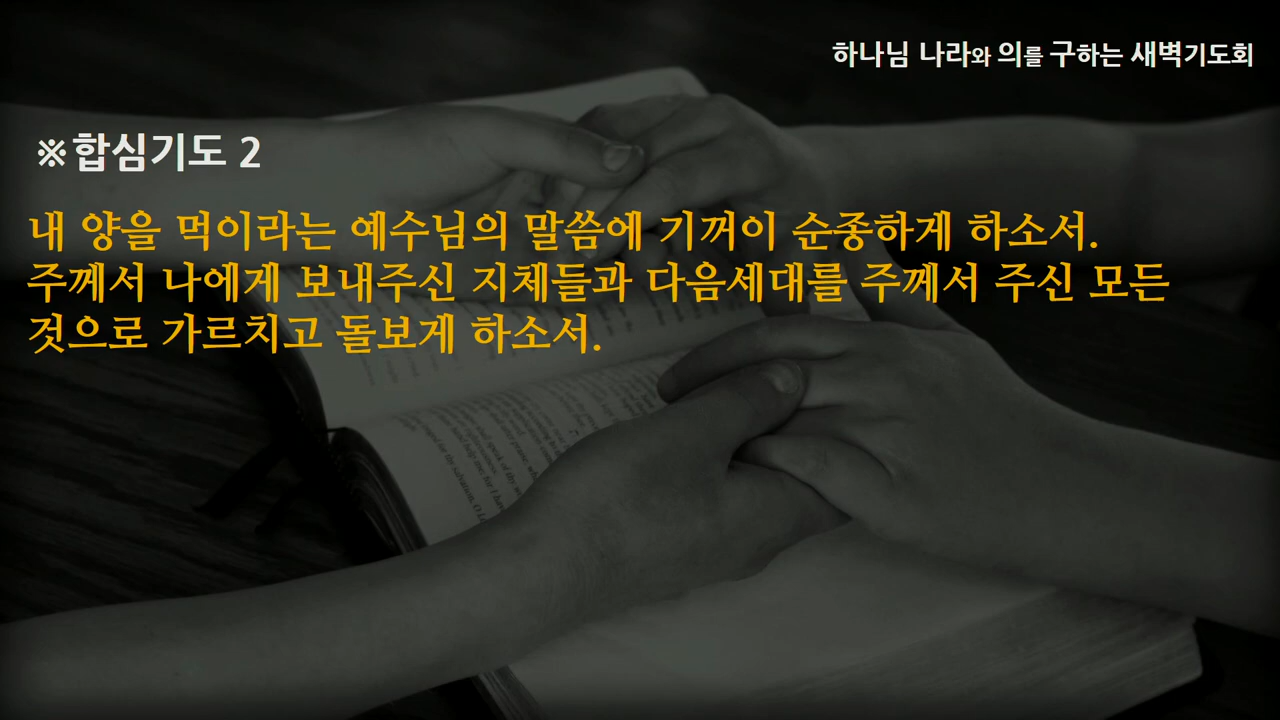 하나님 나라와 의를 구하는 새벽기도회
※합심기도 2
내 양을 먹이라는 예수님의 말씀에 기꺼이 순종하게 하소서.
주께서 나에게 보내주신 지체들과 다음세대를 주께서 주신 모든
것으로 가르치고 돌보게 하소서.